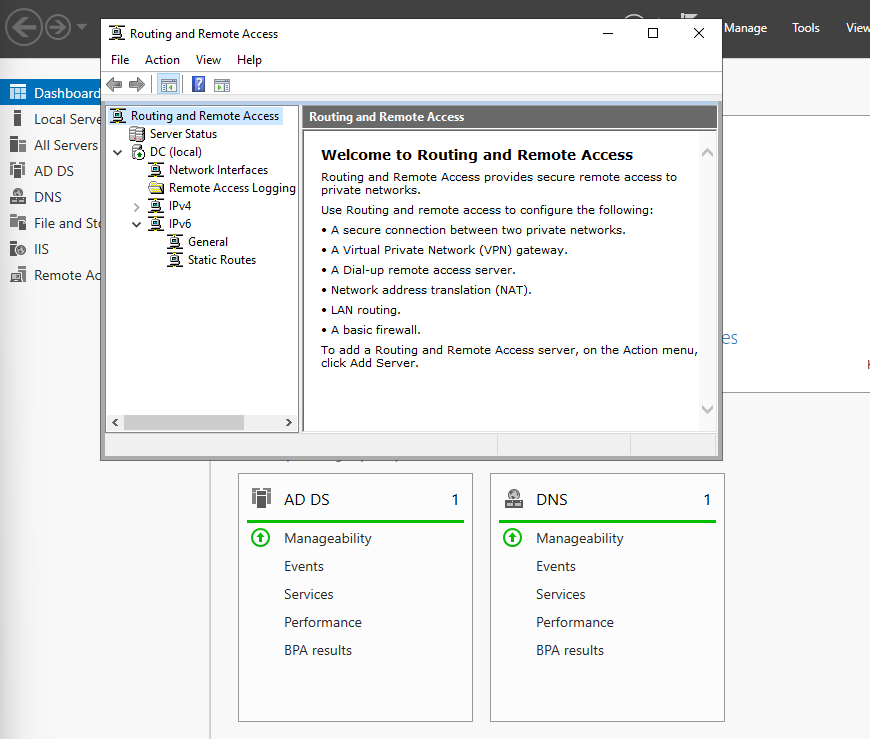 Routing and Remote Access
Manage
Tools
View
File
Action
View
Help
Dashboard
Local Serve
All Servers
AD DS
DNS
File and Sto
IIS
Remote Ac
Routing and Remote Access
Server Status
DC (local)
Network Interfaces
Remote Access Logging
IPv4
IPv6
General
Static Routes
Routing and Remote Access
Welcome to Routing and Remote Access
Routing and Remote Access provides secure remote access to
private networks.
Use Routing and remote access to configure the following:
• A secure connection between two private networks.
• A Virtual Private Network (VPN) gateway.
• A Dial-up remote access server.
• Network address translation (NAT).
• LAN routing.
• A basic firewall.
To add a Routing and Remote Access server, on the Action menu,
click Add Server.
es
AD DS 1
Manageability
Events
Services
Performance
BPA results
DNS 1
Manageability
Events
Services
Performance
BPA results